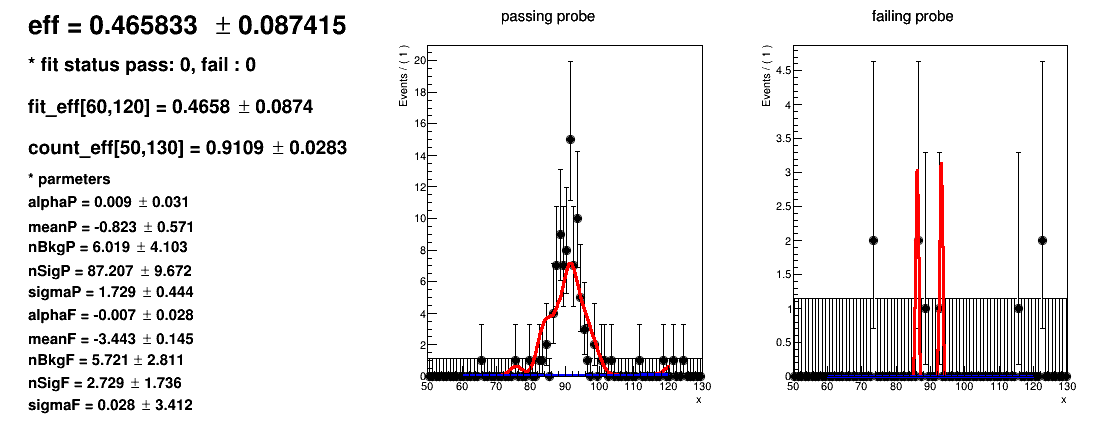 eff = 0.465833 ± 0.087415
* fit status pass: 0, fail : 0
fit_eff[60,120] = 0.4658 ± 0.0874
count_eff[50,130] = 0.9109 ± 0.0283
* parmeters
alphaP = 0.009 ± 0.031
meanP = -0.823 ± 0.571
nBkgP = 6.019 ± 4.103
nSigP = 87.207 ± 9.672
sigmaP = 1.729 ± 0.444
alphaF = -0.007 ± 0.028
meanF = -3.443 ± 0.145
nBkgF = 5.721 ± 2.811
nSigF = 2.729 ± 1.736
sigmaF = 0.028 ± 3.412
passing probe
Events / ( 1 )
20
18
16
14
12
10
8
6
4
2
0
50 60 70 80 90 100 110 120 130
x
failing probe
Events / ( 1 )
4.5
4
3.5
3
2.5
2
1.5
1
0.5
0
50 60 70 80 90 100 110 120 130
x